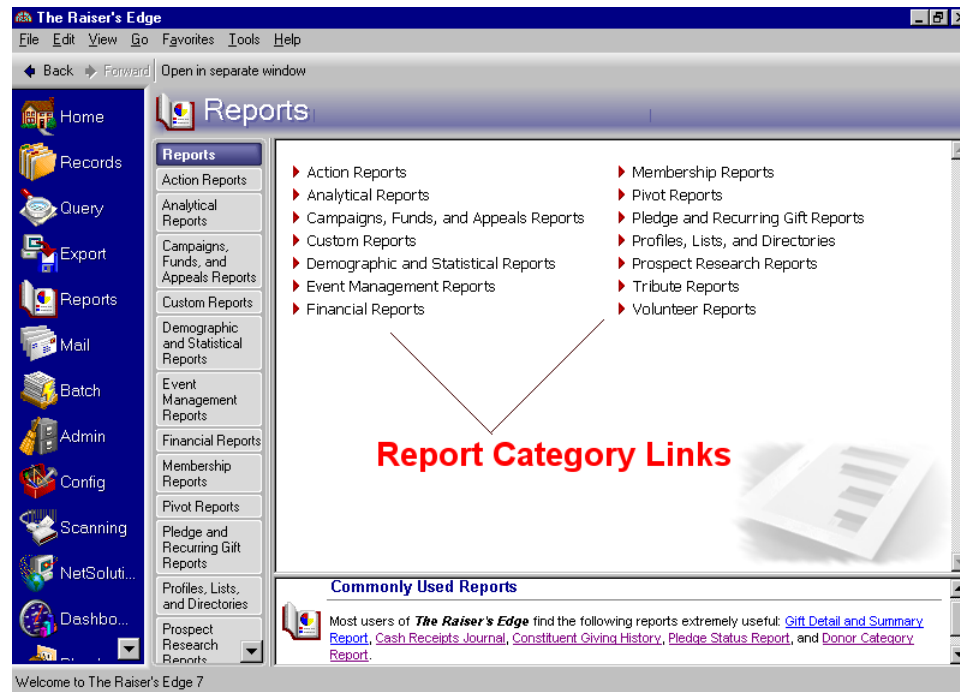 The Raiser's Edge
File Edit View Go Favorites Tools Help
Back Forward Open in separate window
Reports
Home
Records
Query
Export
Reports
Mail
Batch
Admin
Config
Scanning
NetSoluti...
Dashbo...
Reports
Action Reports
Analytical
Reports
Campaigns,
Funds, and
Appeals Reports
Custom Reports
Demographic
and Statistical
Reports
Event
Management
Reports
Financial Reports
Membership
Reports
Pivot Reports
Pledge and
Recurring Gift
Reports
Profiles, Lists,
and Directories
Prospect
Research
Reports
Action Reports
Analytical Reports
Campaigns, Funds, and Appeals Reports
Custom Reports
Demographic and Statistical Reports
Event Management Reports
Financial Reports
Membership Reports
Pivot Reports
Pledge and Recurring Gift Reports
Profiles, Lists, and Directories
Prospect Research Reports
Tribute Reports
Volunteer Reports
Report Category Links
Commonly Used Reports
Most users of The Raiser's Edge find the following reports extremely useful: Gift Detail and Summary
Report, Cash Receipts Journal, Constituent Giving History, Pledge Status Report, and Donor Category
Report.
Welcome to The Raiser's Edge 7